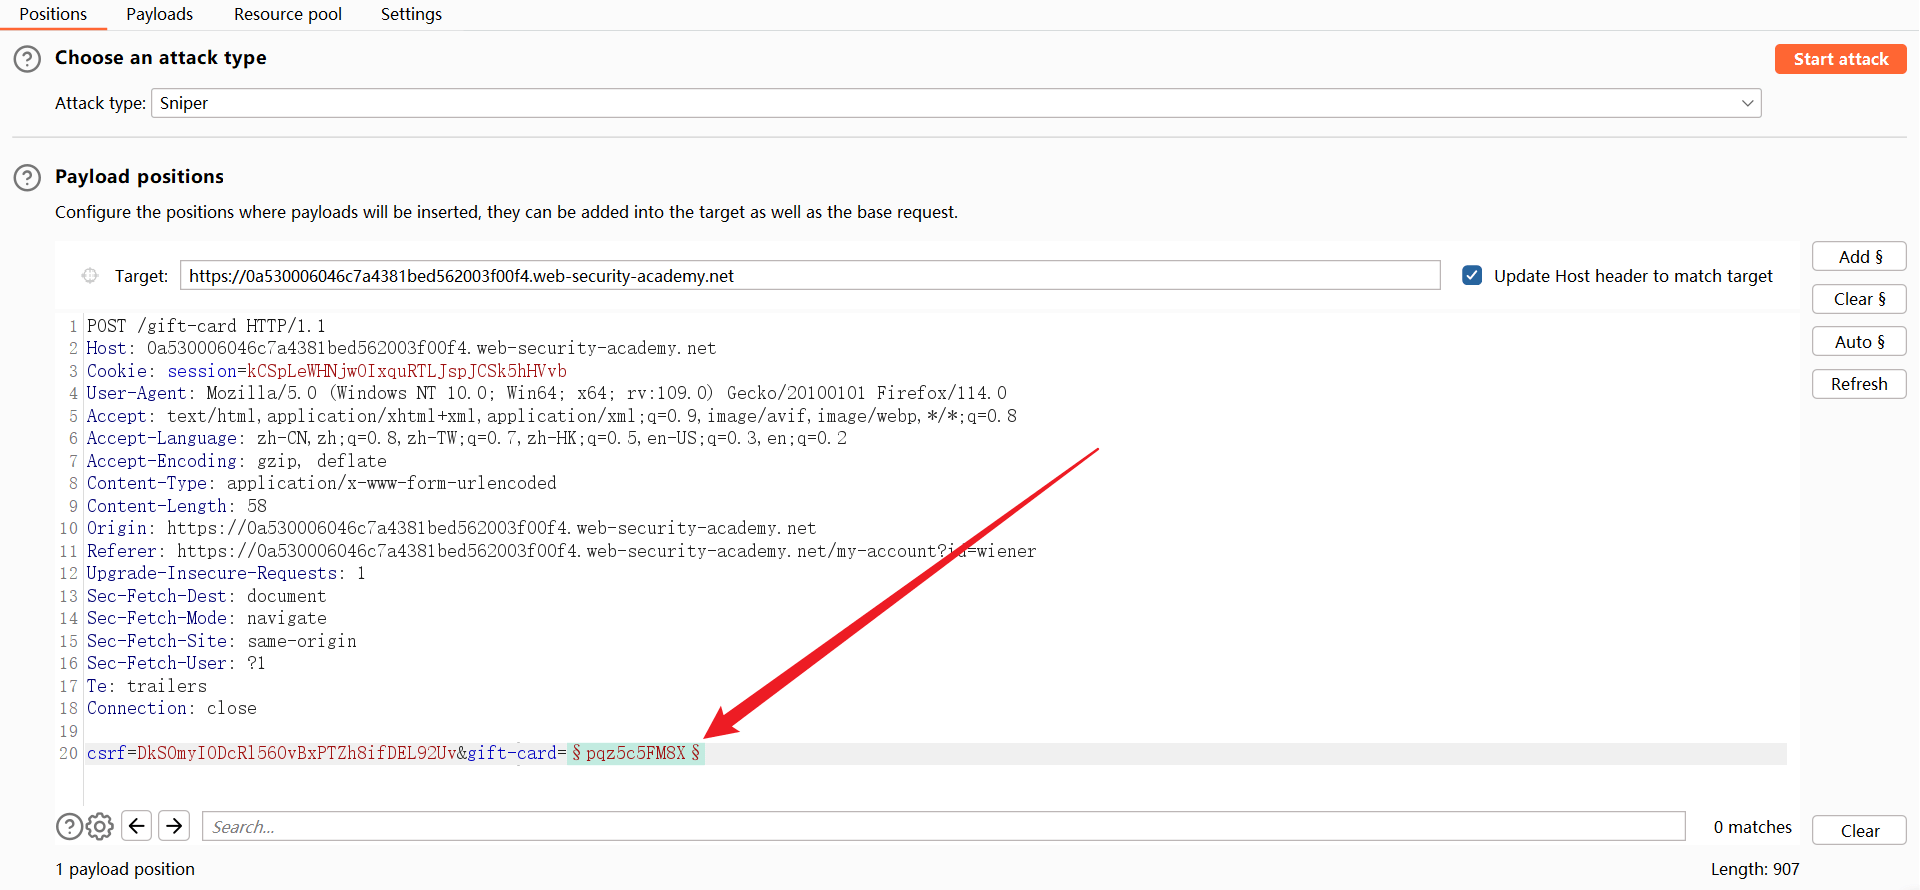 Positions Payloads Resource pool Settings
Choose an attack type
Start attack
Attack type: Sniper
Payload positions
Configure the positions where payloads will be inserted, they can be added into the target as well as the base request.
Target: https://0a530006046c7a4381bed562003f00f4.web-security-academy.net
Update Host header to match target
Add §
Clear §
Auto §
Refresh
1 POST /gift-card HTTP/1.1
2 Host: 0a530006046c7a4381bed562003f00f4.web-security-academy.net
3 Cookie: session=kCSpLeWHNjwOIxquRTLJspJCSk5hHVvb
4 User-Agent: Mozilla/5.0 (Windows NT 10.0; Win64; x64; rv:109.0) Gecko/20100101 Firefox/114.0
5 Accept: text/html,application/xhtml+xml,application/xml;q=0.9,image/avif,image/webp,*/*;q=0.8
6 Accept-Language: zh-CN,zh;q=0.8,zh-TW;q=0.7,zh-HK;q=0.5,en-US;q=0.3,en;q=0.2
7 Accept-Encoding: gzip, deflate
8 Content-Type: application/x-www-form-urlencoded
9 Content-Length: 58
10 Origin: https://0a530006046c7a4381bed562003f00f4.web-security-academy.net
11 Referer: https://0a530006046c7a4381bed562003f00f4.web-security-academy.net/my-account?id=wiener
12 Upgrade-Insecure-Requests: 1
13 Sec-Fetch-Dest: document
14 Sec-Fetch-Mode: navigate
15 Sec-Fetch-Site: same-origin
16 Sec-Fetch-User: ?1
17 Te: trailers
18 Connection: close
19
20 csrf=DkSOmyIODcRl56OvBxPTZh8ifDEL92Uv&gift-card=§pqz5c5FM8X§
Search...
0 matches
Clear
1 payload position
Length: 907